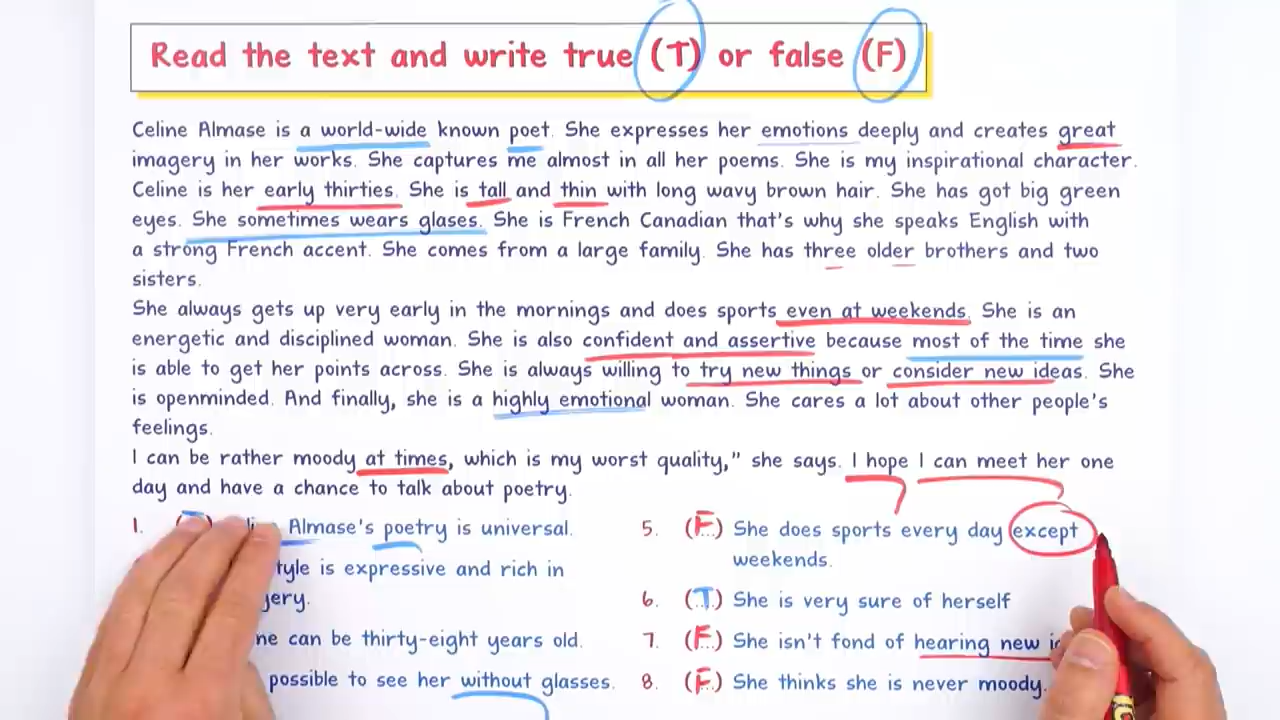 Read the text and write true (T) or false (F)
Celine Almase is a world-wide known poet. She expresses her emotions deeply and creates great
imagery in her works. She captures me almost in all her poems. She is my inspirational character.
Celine is her early thirties. She is tall and thin with long wavy brown hair. She has got big green
eyes. She sometimes wears glases. She is French Canadian that's why she speaks English with
a strong French accent. She comes from a large family. She has three older brothers and two
sisters.
She always gets up very early in the mornings and does sports even at weekends. She is an
energetic and disciplined woman. She is also confident and assertive because most of the time she
is able to get her points across. She is always willing to try new things or consider new ideas. She
is openminded. And finally, she is a highly emotional woman. She cares a lot about other people's
feelings.
I can be rather moody at times, which is my worst quality," she says. I hope I can meet her one
day and have a chance to talk about poetry.
1. Almase's poetry is universal.
is expressive and rich in
can be thirty-eight years old.
possible to see her without glasses.
5. (F) She does sports every day except
weekends.
6. (T) She is very sure of herself
7. (F) She isn't fond of hearing new
8. (F) She thinks she is never moody.